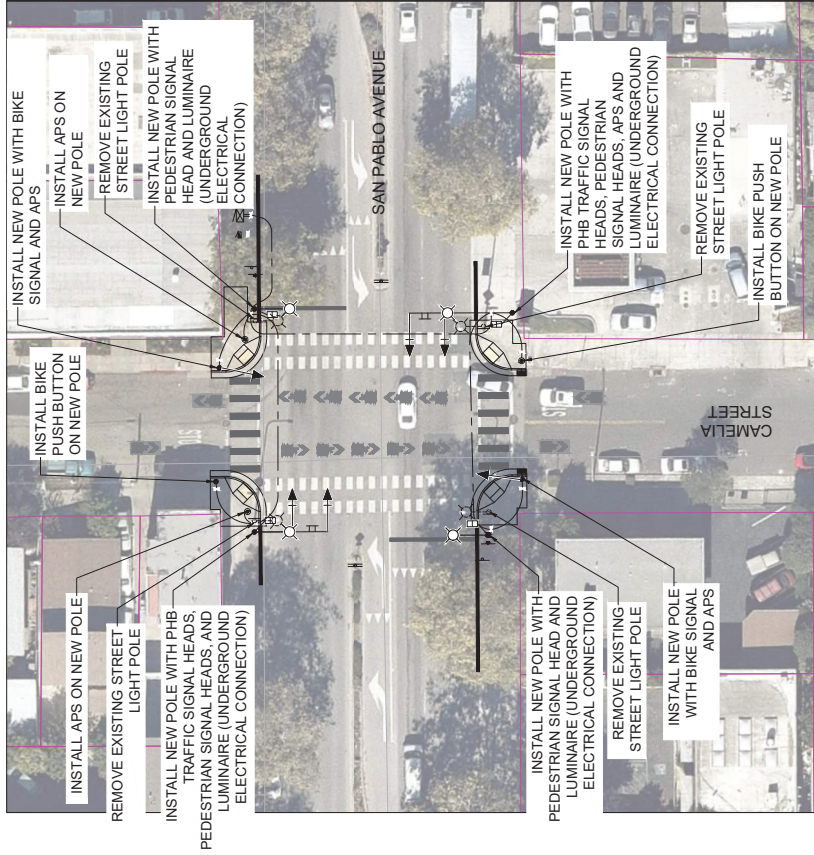 INSTALL NEW POLE WITH BIKE
SIGNAL AND APS
INSTALL APS ON
NEW POLE
REMOVE EXISTING
STREET LIGHT POLE
INSTALL NEW POLE WITH
PEDESTRIAN SIGNAL
HEAD AND LUMINAIRE
(UNDERGROUND
ELECTRICAL
CONNECTION)
INSTALL BIKE
PUSH BUTTON
ON NEW POLE
SAN PABLO AVENUE
INSTALL NEW POLE WITH
PHB TRAFFIC SIGNAL
HEADS, PEDESTRIAN
SIGNAL HEADS, APS AND
LUMINAIRE (UNDERGROUND
ELECTRICAL CONNECTION)
REMOVE EXISTING
STREET LIGHT POLE
INSTALL BIKE PUSH
BUTTON ON NEW POLE
CAMELIA
STREET
INSTALL APS ON NEW POLE
REMOVE EXISTING STREET
LIGHT POLE
INSTALL NEW POLE WITH PHB
TRAFFIC SIGNAL HEADS,
PEDESTRIAN SIGNAL HEADS, AND
LUMINAIRE (UNDERGROUND
ELECTRICAL CONNECTION)
INSTALL NEW POLE WITH
PEDESTRIAN SIGNAL HEAD AND
LUMINAIRE (UNDERGROUND
ELECTRICAL CONNECTION)
REMOVE EXISTING
STREET LIGHT POLE
INSTALL NEW POLE
WITH BIKE SIGNAL
AND APS